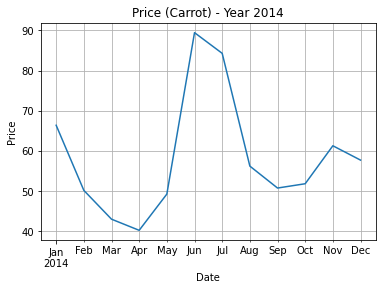 Price (Carrot) - Year 2014
90
80
70
60
50
40
Price
Jan Feb Mar Apr May Jun Jul Aug Sep Oct Nov Dec
2014
Date